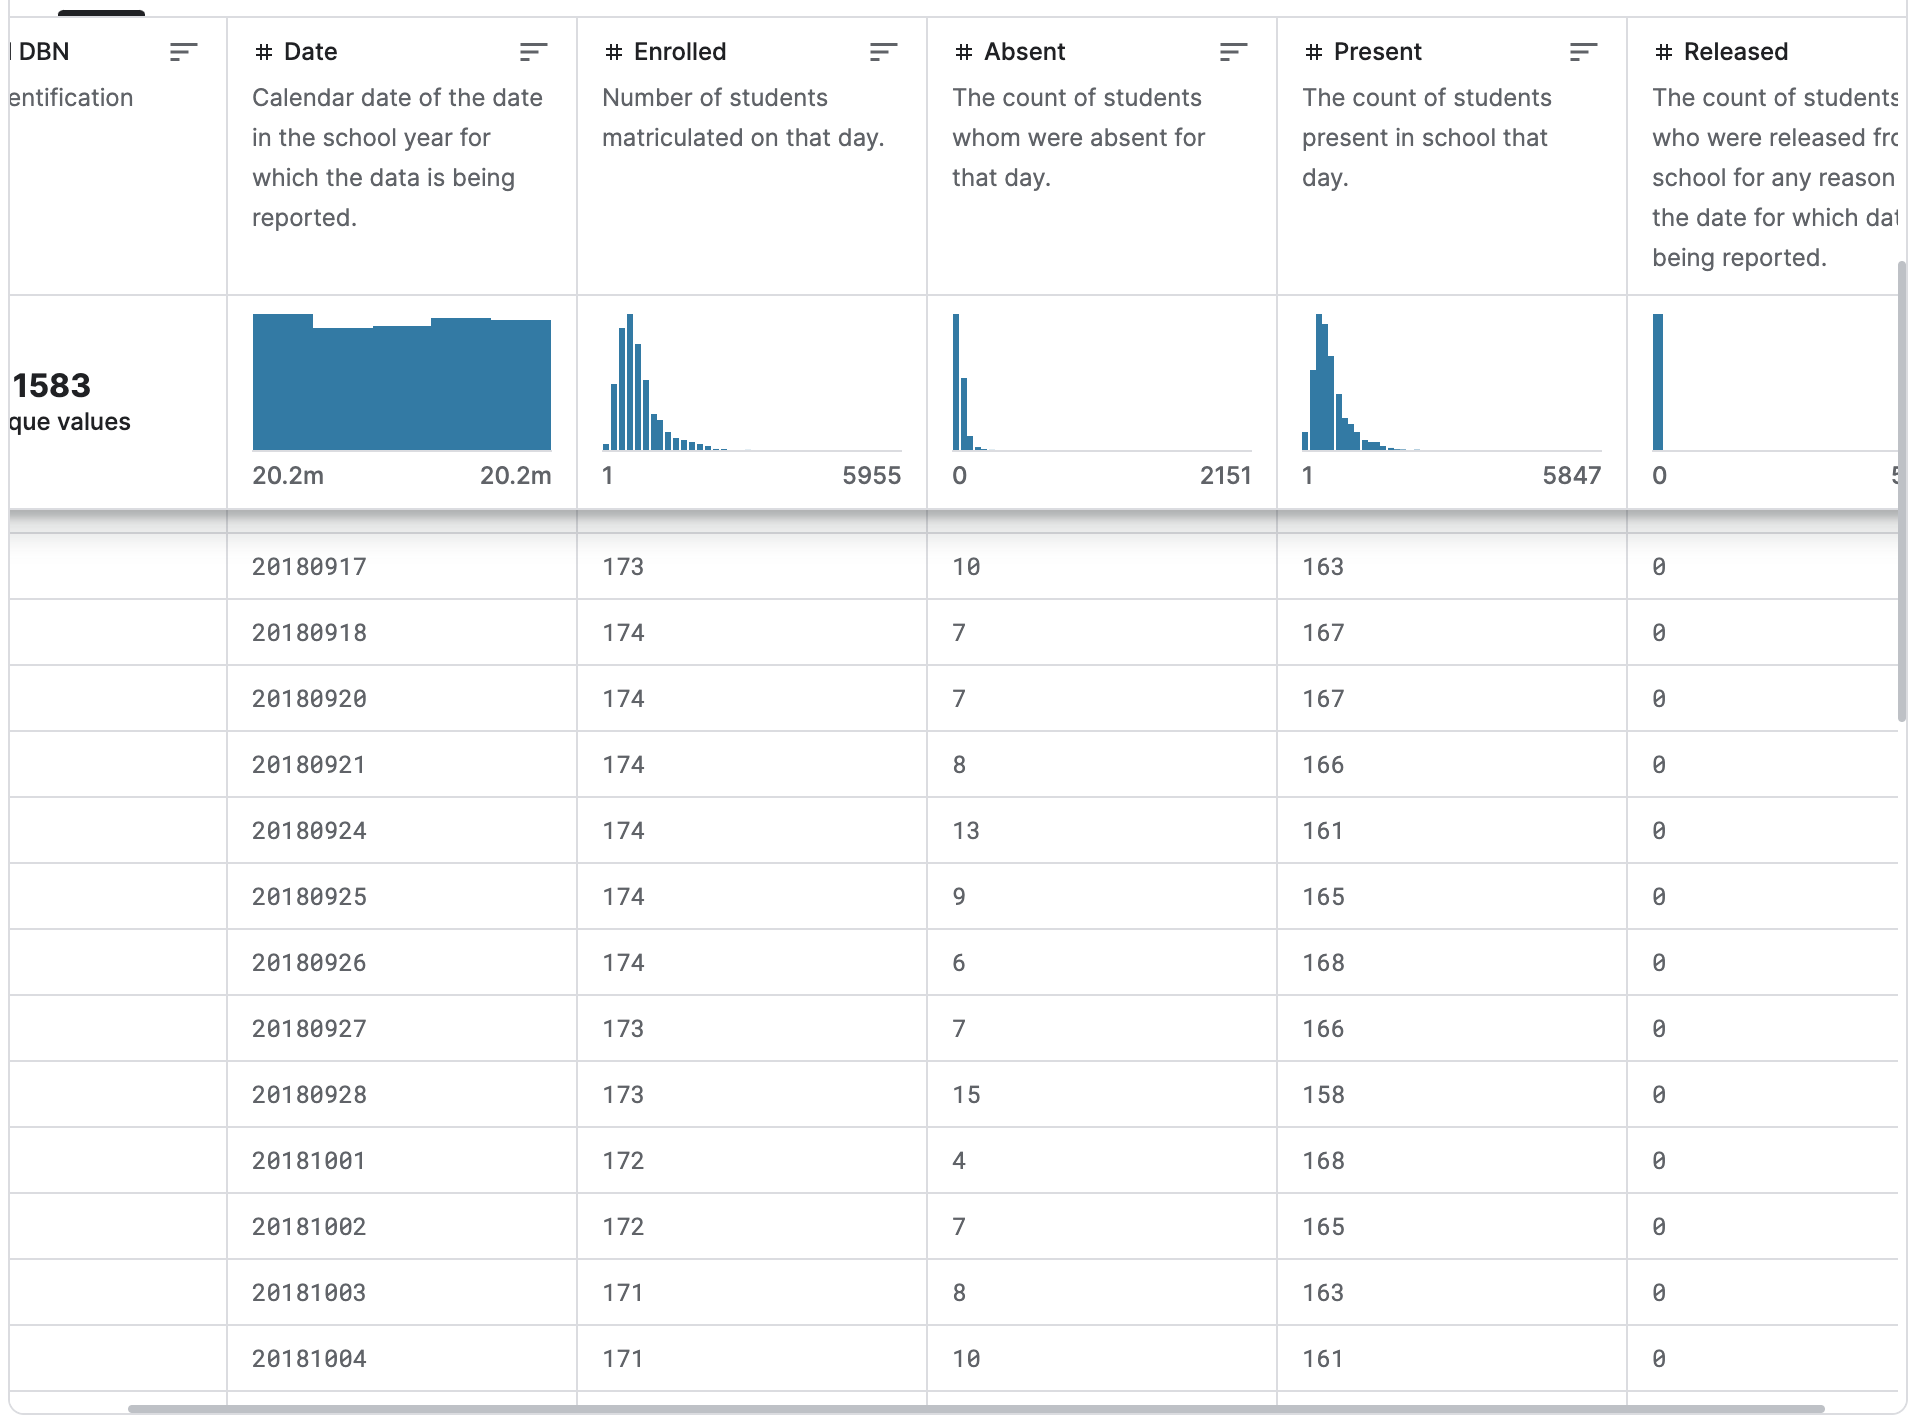 DBN # Date # Enrolled # Absent # Present # Released
entification Calendar date of the date Number of students The count of students The count of students The count of students
in the school year for matriculated on that day. whom were absent for present in school that who were released
which the data is being that day. day. school for any reason
reported. the date for which
being reported.
1583
values
20.2m 20.2m 1 5955 0 2151 1 5847 0
20180917 173 10 163 0
20180918 174 7 167 0
20180920 174 7 167 0
20180921 174 8 166 0
20180924 174 13 161 0
20180925 174 9 165 0
20180926 174 6 168 0
20180927 173 7 166 0
20180928 173 15 158 0
20181001 172 4 168 0
20181002 172 7 165 0
20181003 171 8 163 0
20181004 171 10 161 0